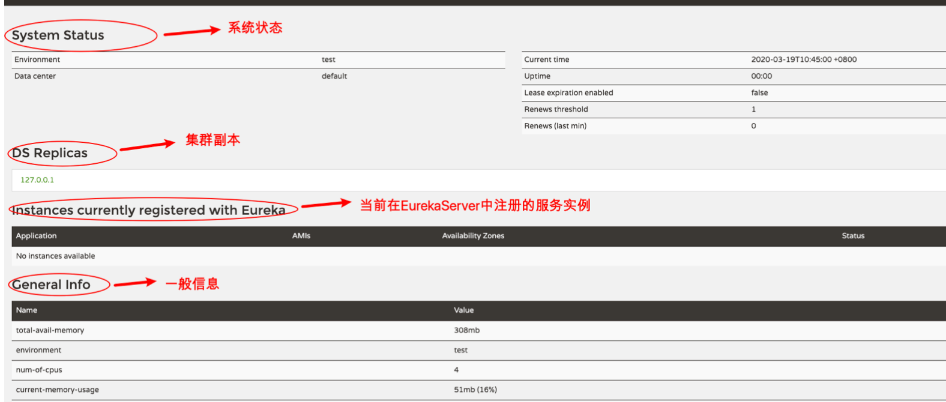 System Status 系统状态
Environment test Current time 2020-03-19T10:45:00 +0800
Data center default Uptime 00:00
Lease expiration enabled false
Renews threshold 1
Renews (last min) 0
DS Replicas 集群副本
127.0.0.1
Instances currently registered with Eureka 当前在EurekaServer中注册的服务实例
Application AMIs Availability Zones Status
No instances available
General Info 一般信息
Name Value
total-avail-memory 308mb
environment test
num-of-cpus 4
current-memory-usage 51mb (16%)